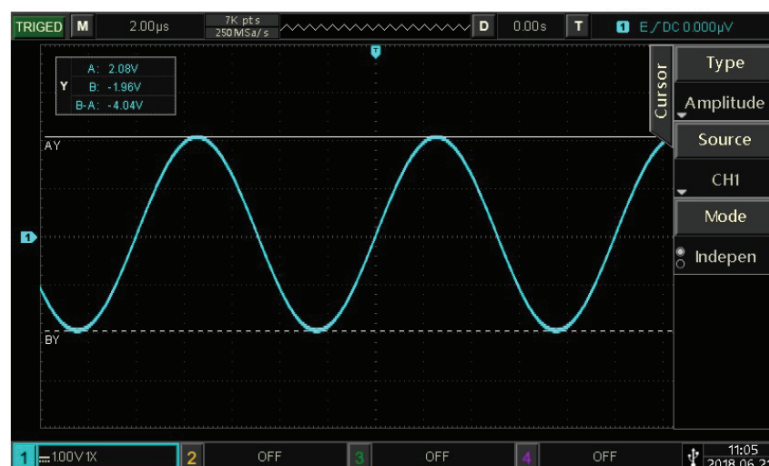 TRIGED M 2.00μs 7K pts D 0.00s T 1 E DC 0.000μV
250MSa/s
T
A: 2.08V
Y B: -1.96V
B-A: -4.04V
AY
1
BY
Cursor
Type
Amplitude
Source
CH1
Mode
Indepen
1 1.00V 1X 2 OFF 3 OFF 4 OFF 11:05